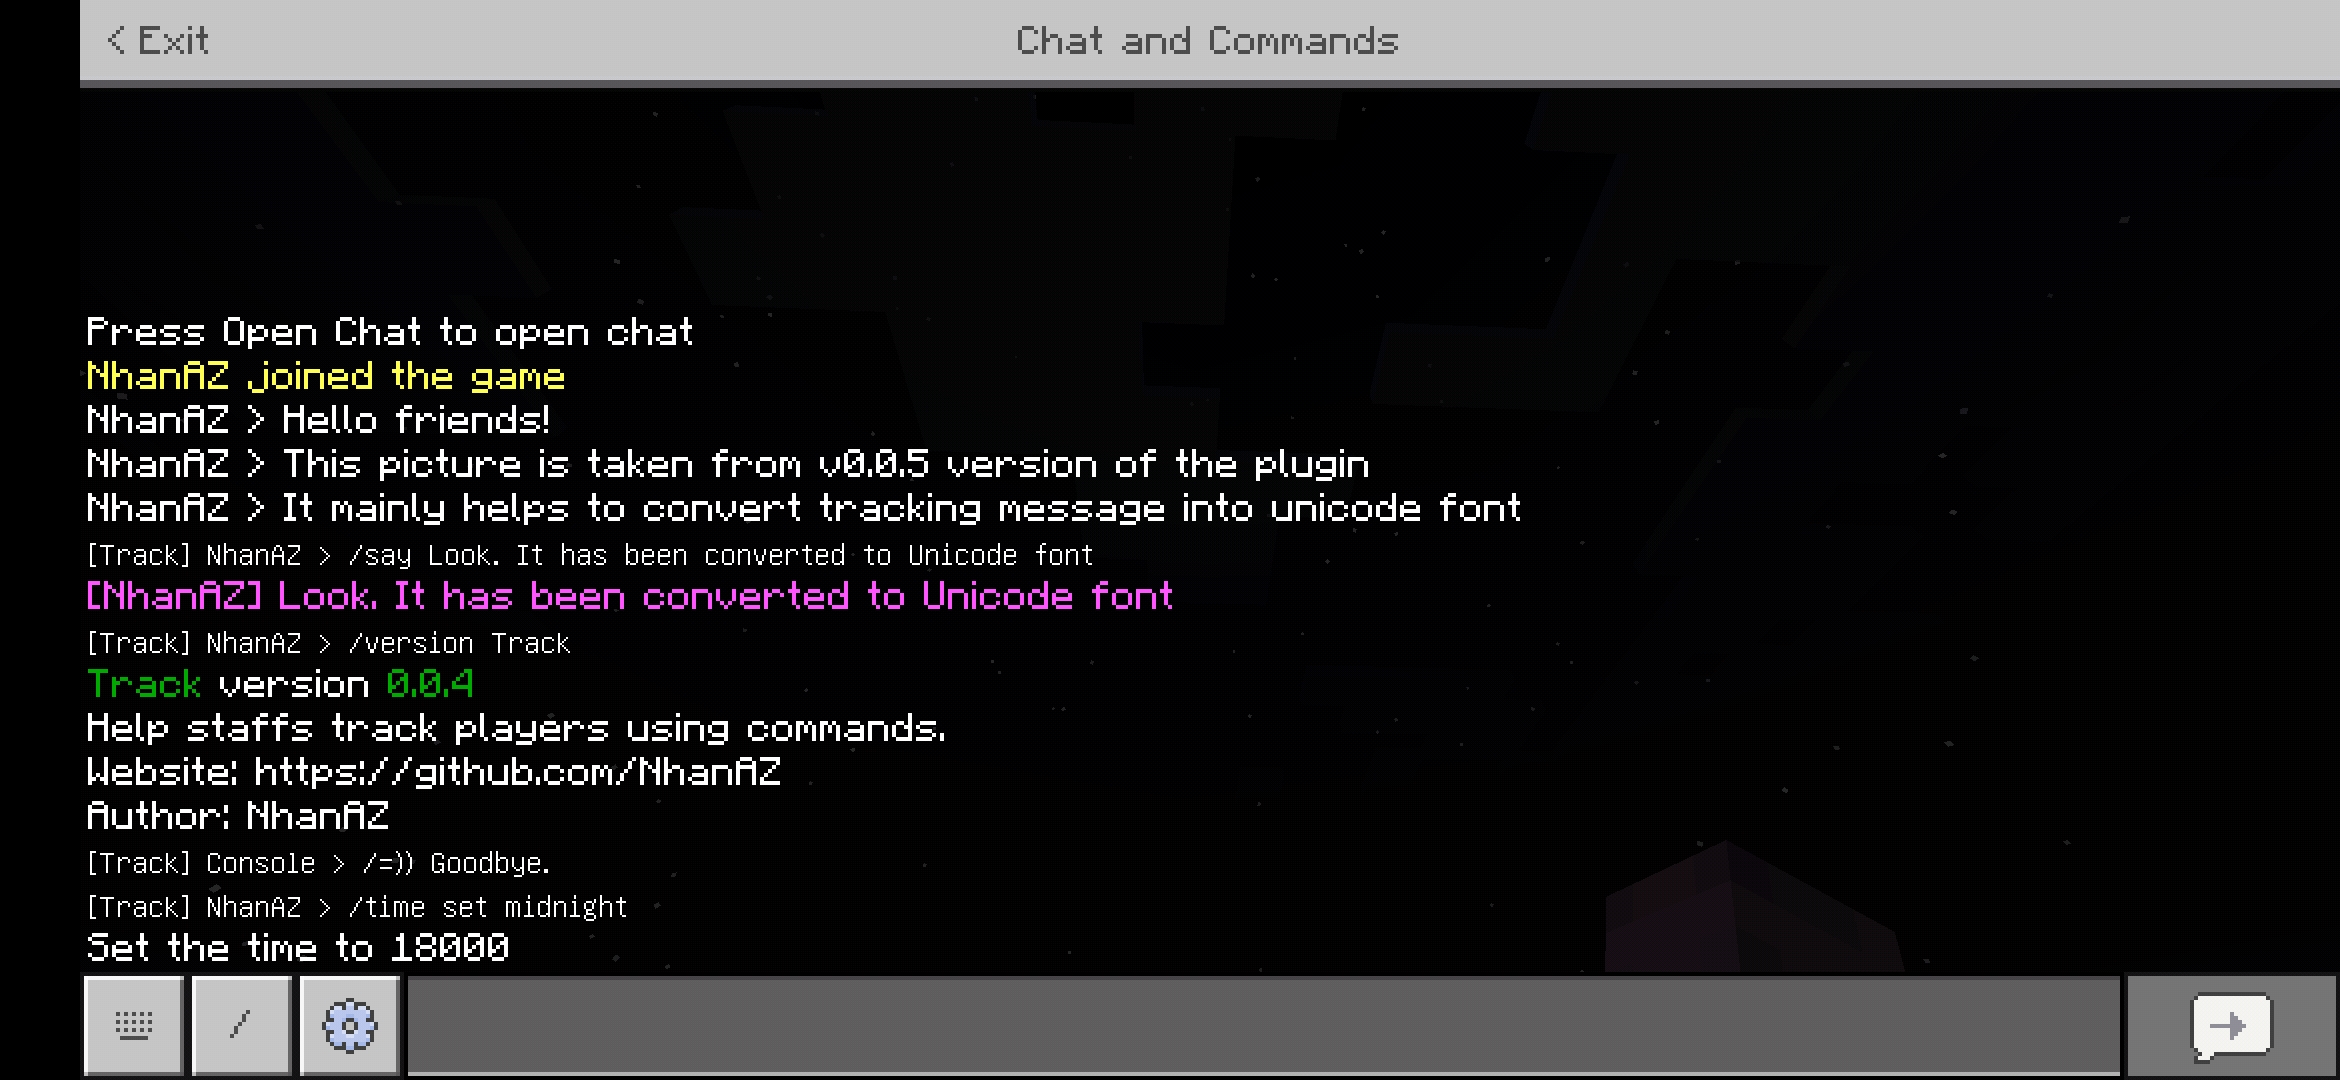 < Exit
Chat and Commands
Press Open Chat to open chat
NhanAZ joined the game
NhanAZ > Hello friends!
NhanAZ > This picture is taken from v0.0.5 version of the plugin
NhanAZ > It mainly helps to convert tracking message into unicode font
[Track] NhanAZ > /say Look. It has been converted to Unicode font
[NhanAZ] Look. It has been converted to Unicode font
[Track] NhanAZ > /version Track
Track version 0.0.4
Help staffs track players using commands.
Website: https://github.com/NhanAZ
Author: NhanAZ
[Track] Console > /=)) Goodbye.
[Track] NhanAZ > /time set midnight
Set the time to 18000
/